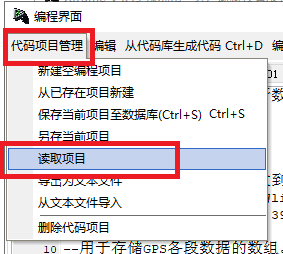 编程界面
代码项目管理 编辑 从代码库生成代码 Ctrl+D
新建空编程项目
从已存在项目新建
保存当前项目至数据库(Ctrl+S) Ctrl+S
另存当前项目
读取项目
导出为文本文件
从文本文件导入
删除代码项目
10 --用于存储GPS各段数据的数组。